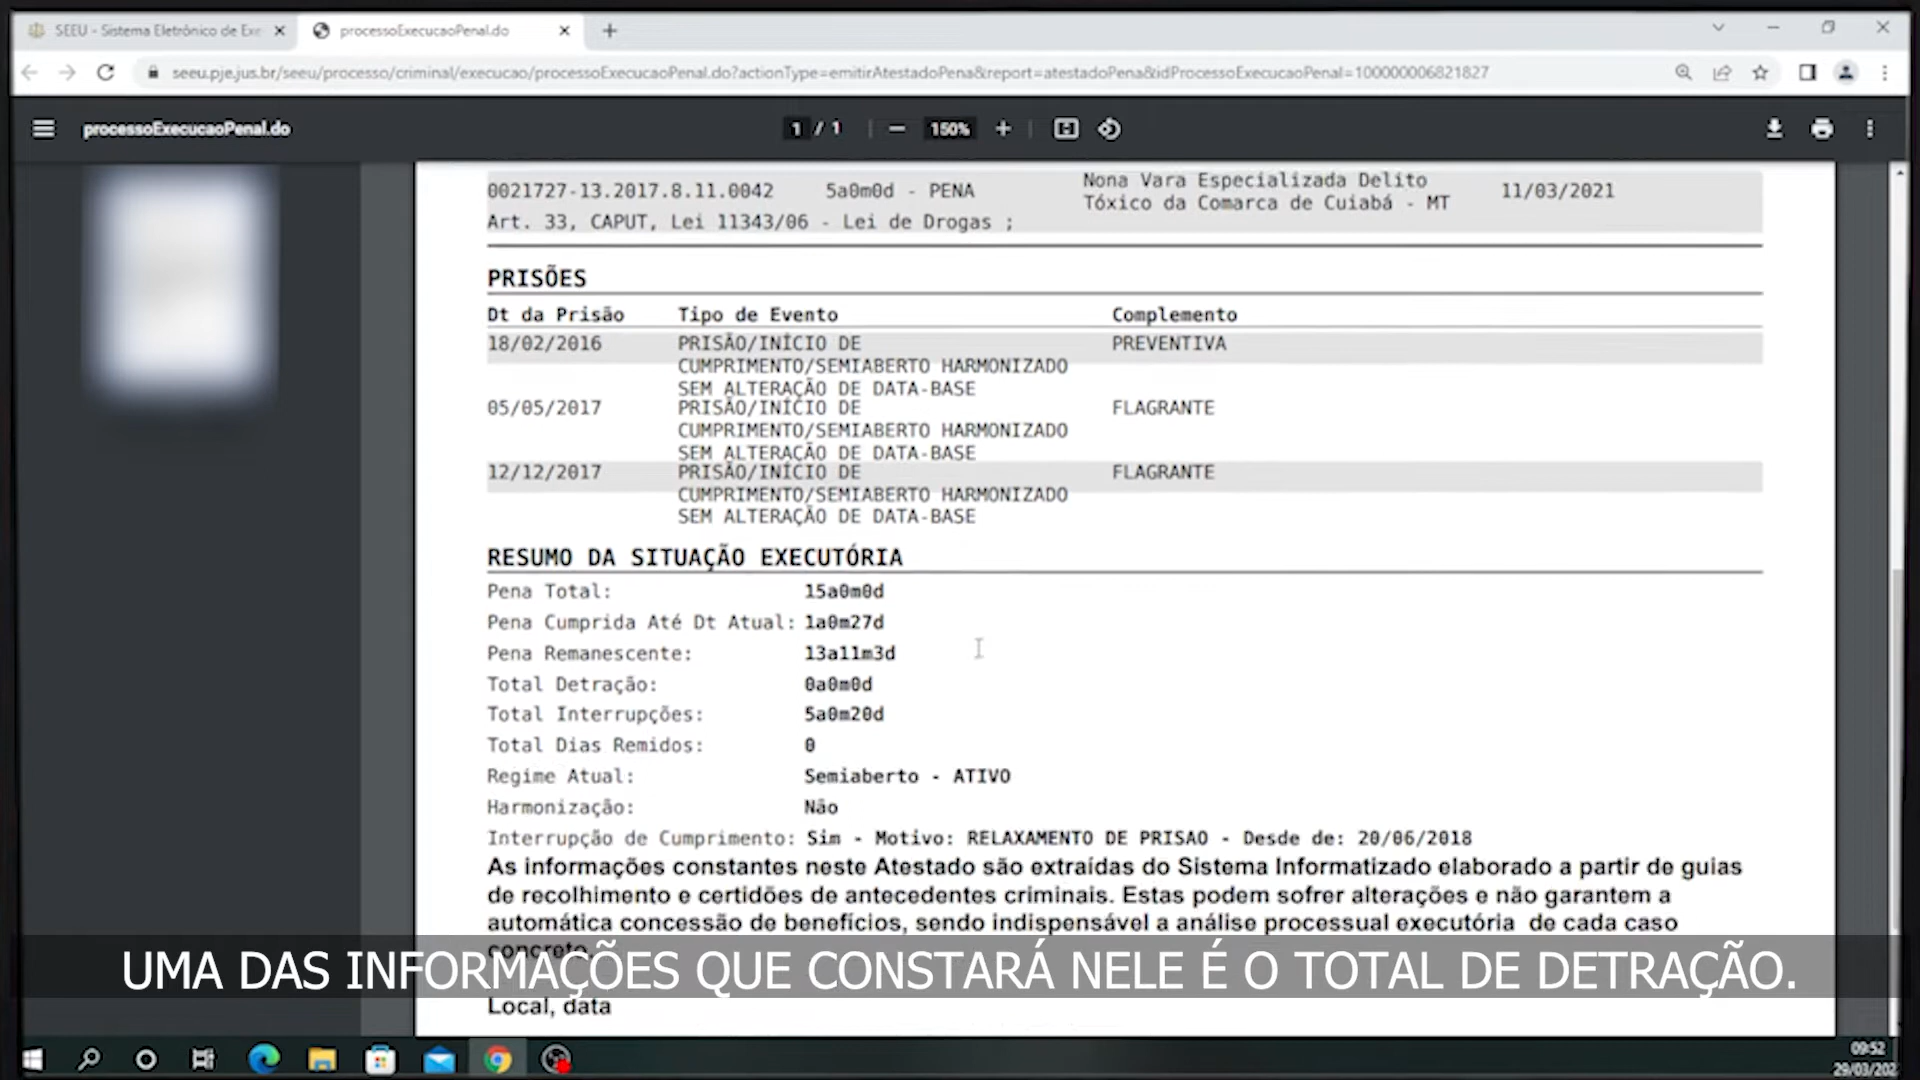 SEEU - Sistema Eletrônico de Exe
processoExecucaoPenal.do
seeu.pje.jus.br/seeu/processo/criminal/execucao/processoExecucaoPenal.do?actionType=emitirAtestadoPena&report=atestadoPena&idProcessoExecucaoPenal=100000006821827
processoExecucaoPenal.do
1 / 1
150%
0021727-13.2017.8.11.0042 5a0m0d - PENA Nona Vara Especializada Delito 11/03/2021
Tóxico da Comarca de Cuiabá - MT
Art. 33, CAPUT, Lei 11343/06 - Lei de Drogas ;
PRISÕES
Dt da Prisão Tipo de Evento Complemento
18/02/2016 PRISÃO/INÍCIO DE PREVENTIVA
CUMPRIMENTO/SEMIABERTO HARMONIZADO
SEM ALTERAÇÃO DE DATA-BASE
05/05/2017 PRISÃO/INÍCIO DE FLAGRANTE
CUMPRIMENTO/SEMIABERTO HARMONIZADO
SEM ALTERAÇÃO DE DATA-BASE
12/12/2017 PRISÃO/INÍCIO DE FLAGRANTE
CUMPRIMENTO/SEMIABERTO HARMONIZADO
SEM ALTERAÇÃO DE DATA-BASE
RESUMO DA SITUAÇÃO EXECUTÓRIA
Pena Total: 15a0m0d
Pena Cumprida Até Dt Atual: 1a0m27d
Pena Remanescente: 13a11m3d
Total Detração: 0a0m0d
Total Interrupções: 5a0m20d
Total Dias Remidos: 0
Regime Atual: Semiaberto - ATIVO
Harmonização: Não
Interrupção de Cumprimento: Sim - Motivo: RELAXAMENTO DE PRISAO - Desde de: 20/06/2018
As informações constantes neste Atestado são extraídas do Sistema Informatizado elaborado a partir de guias
de recolhimento e certidões de antecedentes criminais. Estas podem sofrer alterações e não garantem a
automática concessão de benefícios, sendo indispensável a análise processual executória de cada caso
concreto.
UMA DAS INFORMAÇÕES QUE CONSTARÁ NELE É O TOTAL DE DETRAÇÃO.
Local, data
09:52
29/03/202